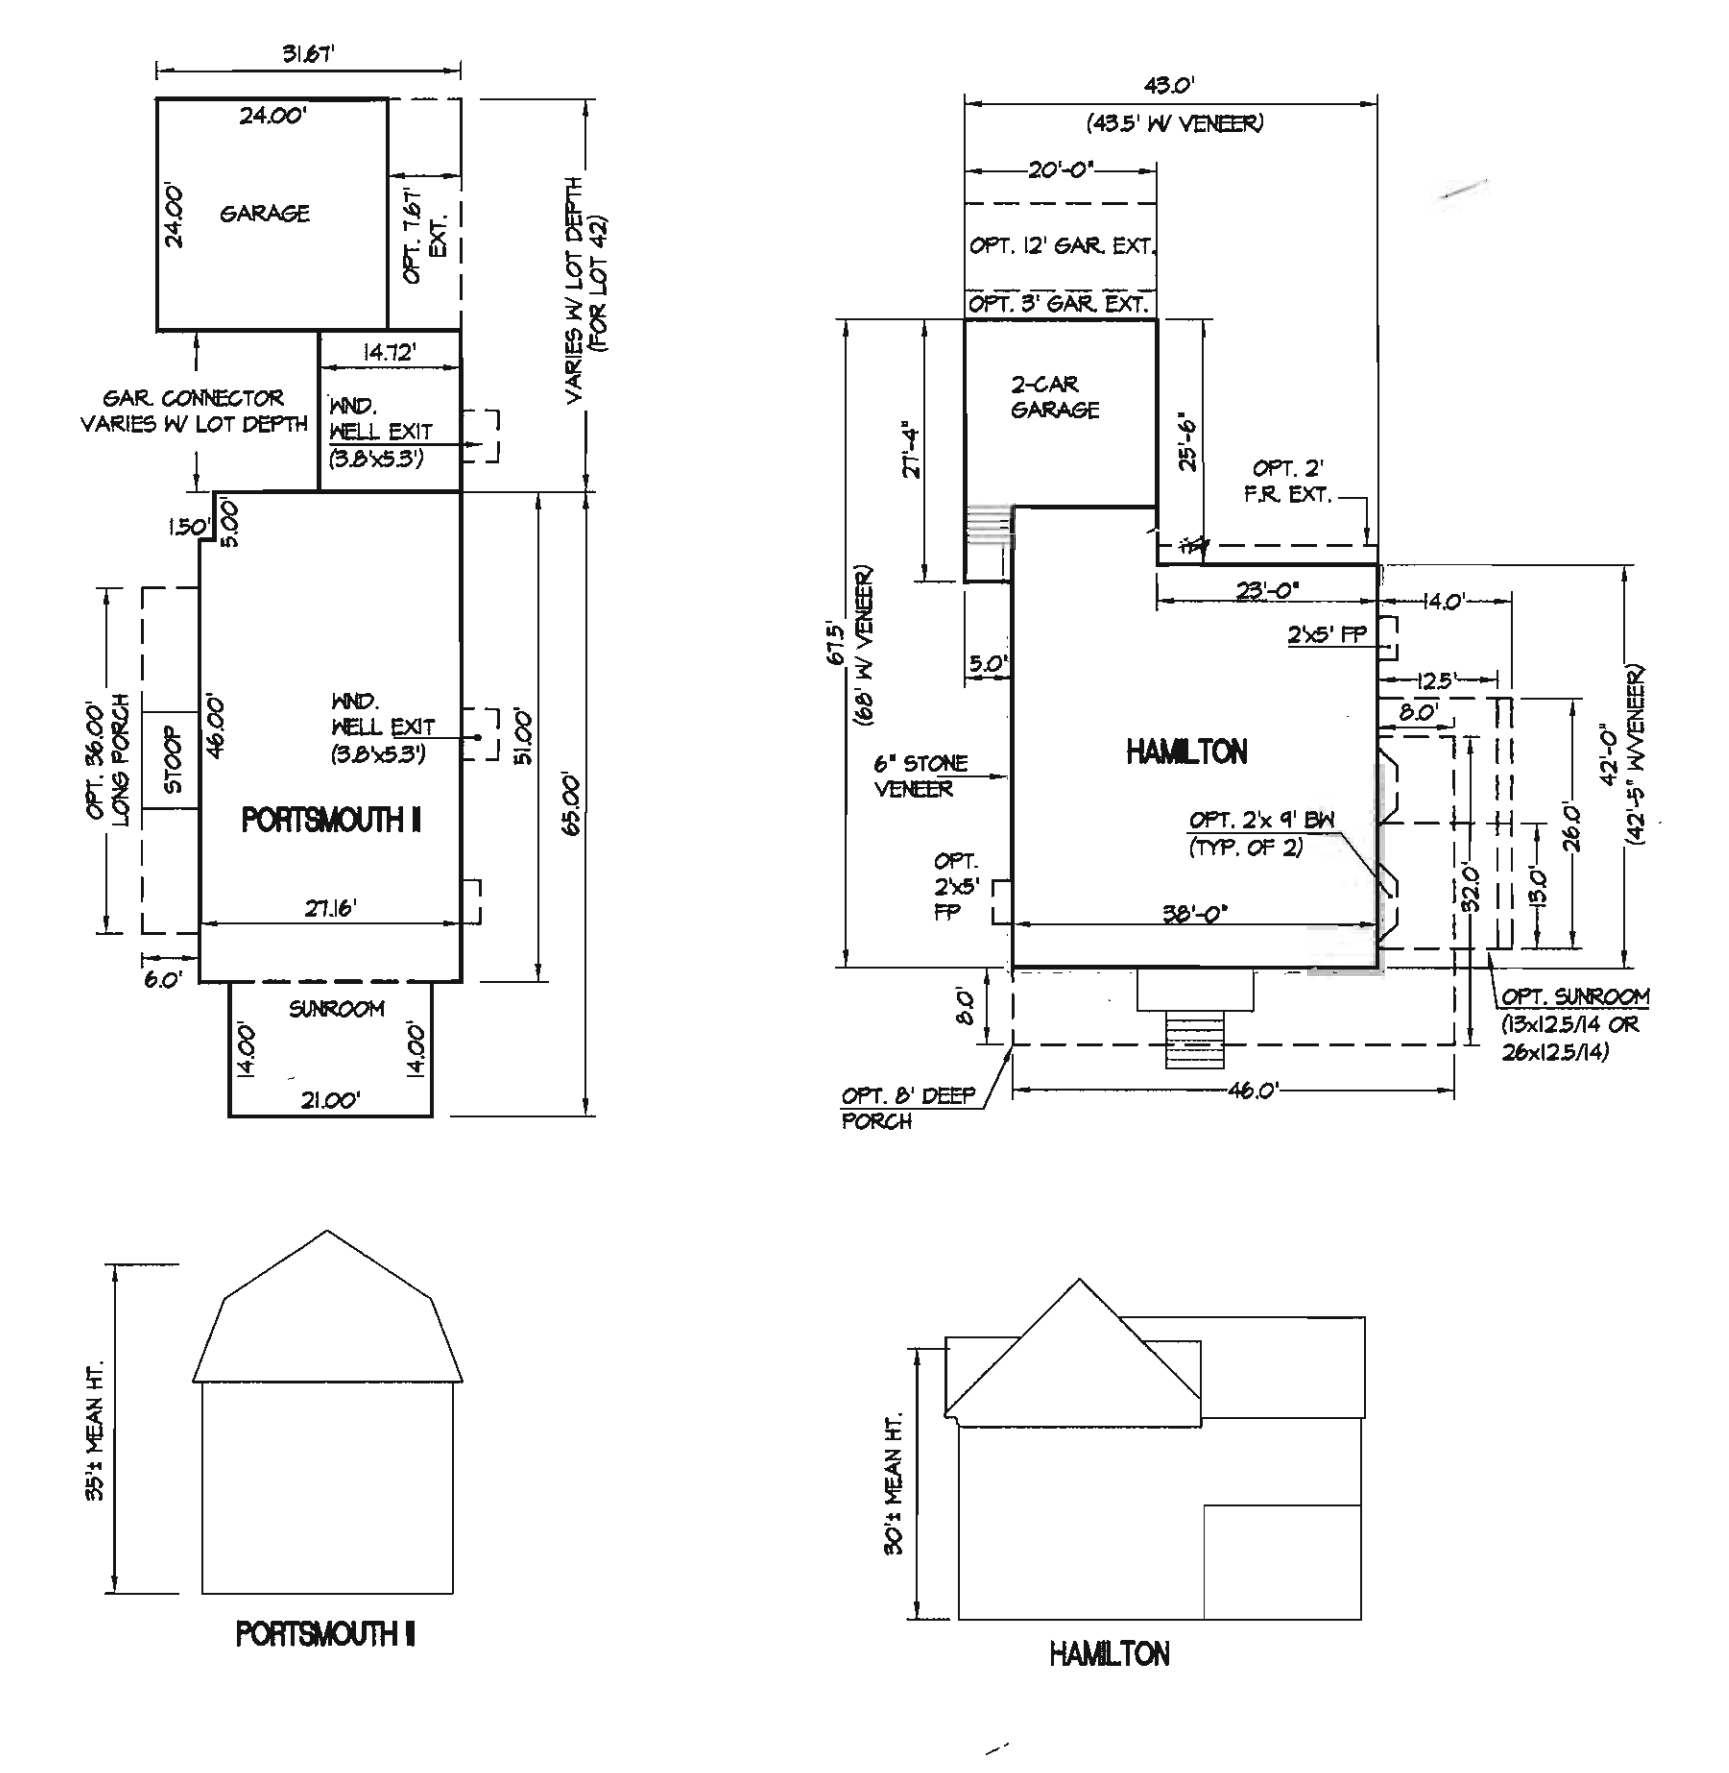 31.67'
24.00'
24.00'
GARAGE
OPT. 7.67'
EXT.
VARIES W/ LOT DEPTH
(FOR LOT 42)
14.72'
GAR. CONNECTOR
VARIES W/ LOT DEPTH
WND.
WELL EXIT
(3.8'x5.3')
1.50'
5.00'
OPT. 36.00'
LONG PORCH
STOOP
46.00'
WND.
WELL EXIT
(3.8'x5.3')
51.00'
65.00'
PORTSMOUTH II
27.16'
6.0'
SUNROOM
14.00'
14.00'
21.00'
43.0'
(43.5' W/ VENEER)
20'-0"
OPT. 12' GAR. EXT.
OPT. 3' GAR. EXT.
2-CAR
GARAGE
27'-4"
25'-6"
OPT. 2'
F.R. EXT.
67.5'
(68' W/ VENEER)
23'-0"
14.0'
2'x5' FP
5.0'
12.5'
8.0'
HAMILTON
6" STONE
VENEER
OPT. 2'x 9' BW
(TYP. OF 2)
OPT.
2'x5'
FP
38'-0"
32.0'
13.0'
26.0'
42'-0"
(42'-5" W/VENEER)
8.0'
OPT. SUNROOM
(13x12.5/14 OR
26x12.5/14)
OPT. 8' DEEP
PORCH
46.0'
35'± MEAN HT.
PORTSMOUTH II
30'± MEAN HT.
HAMILTON